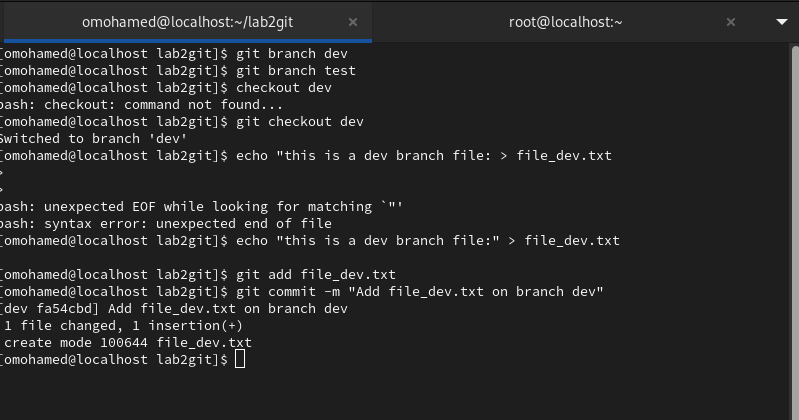 omohamed@localhost:~/lab2git × root@localhost:~ ×
[omohamed@localhost lab2git]$ git branch dev
[omohamed@localhost lab2git]$ git branch test
[omohamed@localhost lab2git]$ checkout dev
bash: checkout: command not found...
[omohamed@localhost lab2git]$ git checkout dev
Switched to branch 'dev'
[omohamed@localhost lab2git]$ echo "this is a dev branch file: > file_dev.txt
>
>
bash: unexpected EOF while looking for matching `"'
bash: syntax error: unexpected end of file
[omohamed@localhost lab2git]$ echo "this is a dev branch file:" > file_dev.txt
[omohamed@localhost lab2git]$ git add file_dev.txt
[omohamed@localhost lab2git]$ git commit -m "Add file_dev.txt on branch dev"
[dev fa54cbd] Add file_dev.txt on branch dev
1 file changed, 1 insertion(+)
create mode 100644 file_dev.txt
[omohamed@localhost lab2git]$